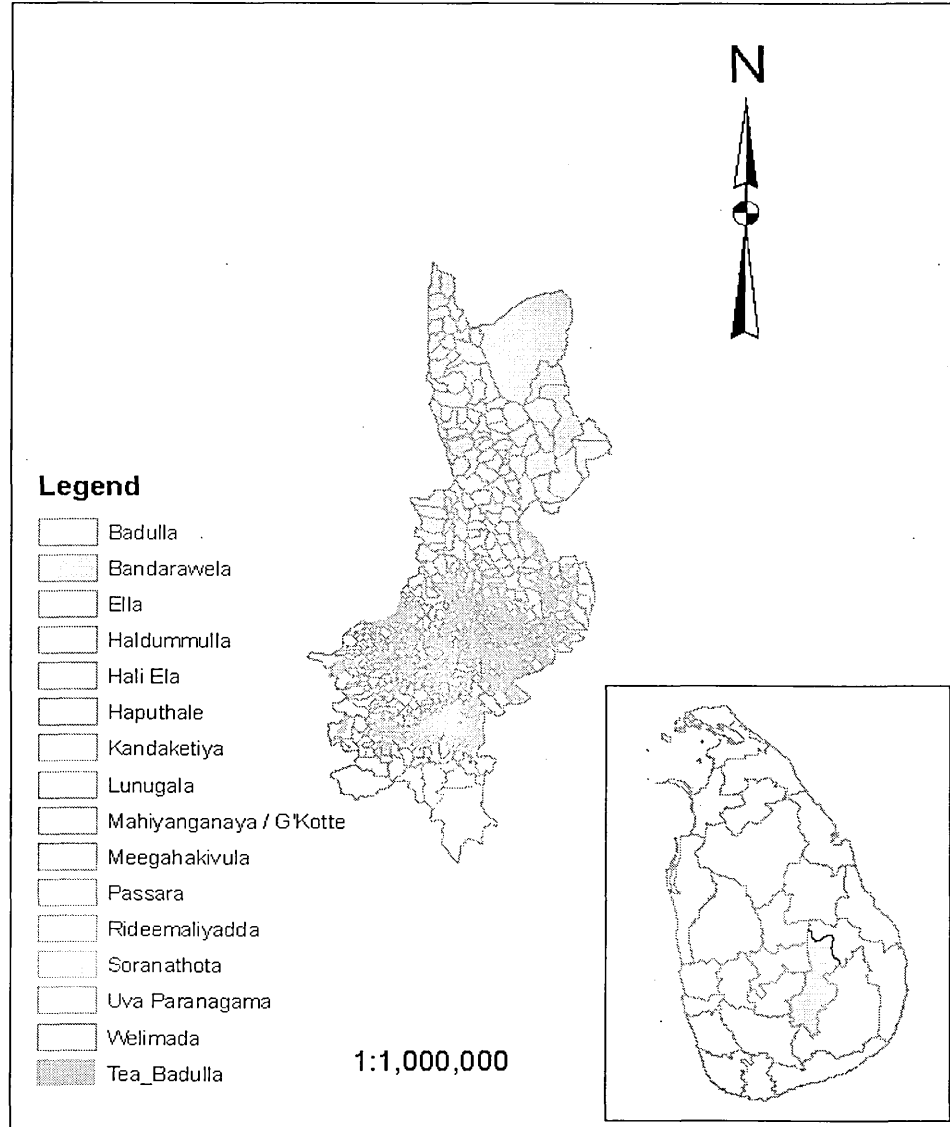 N
Legend
Badulla
Bandarawela
Ella
Haldummulla
Hali Ela
Haputhale
Kandaketiya
Lunugala
Mahiyanganaya / G'Kotte
Meegahakivula
Passara
Rideemaliyadda
Soranathota
Uva Paranagama
Welimada
Tea_Badulla
1:1,000,000